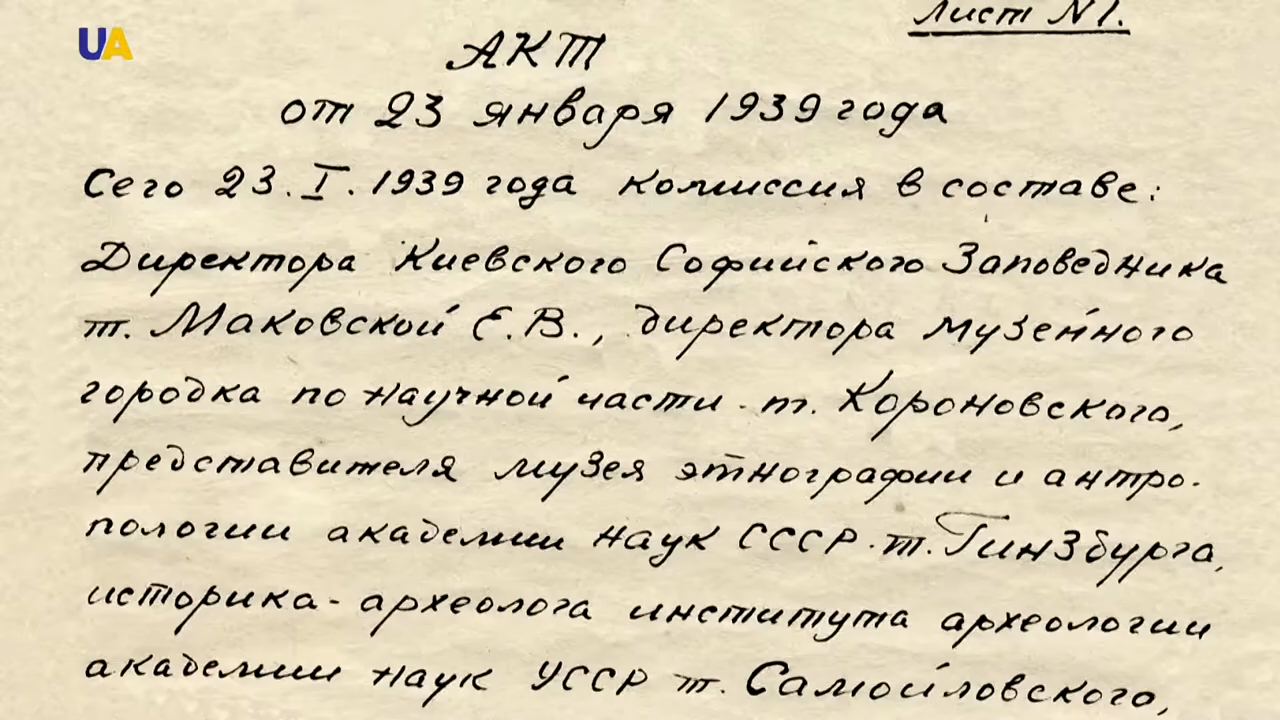 UA
Лист №1.
АКТ
от 23 января 1939 года
Сего 23.I.1939 года комиссия в составе:
Директора Киевского Софийского Заповедника
т. Маковской Е.В., директора музейного
городка по научной части т. Короновского,
представителя музея этнографии и антро-
пологии академии наук СССР т. Гинзбурга,
историка-археолога института археологии
академии наук УССР т. Самойловского,